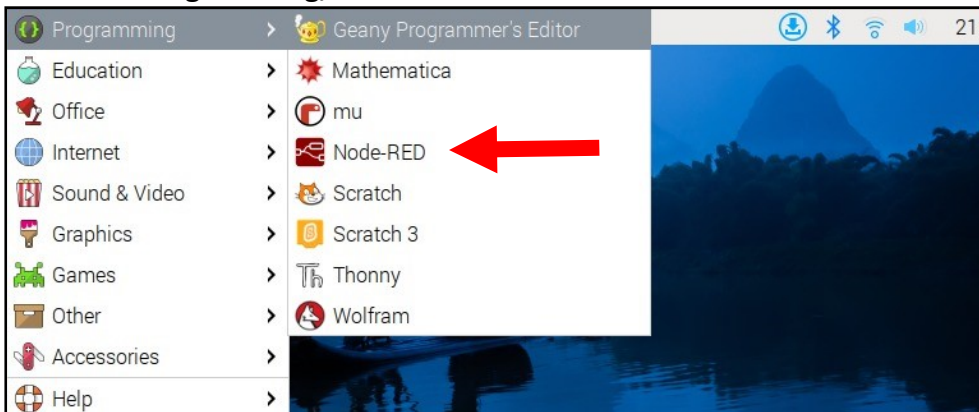 Programming
Education
Office
Internet
Sound & Video
Graphics
Games
Other
Accessories
Help
Geany Programmer's Editor
Mathematica
mu
Node-RED
Scratch
Scratch 3
Thonny
Wolfram
21